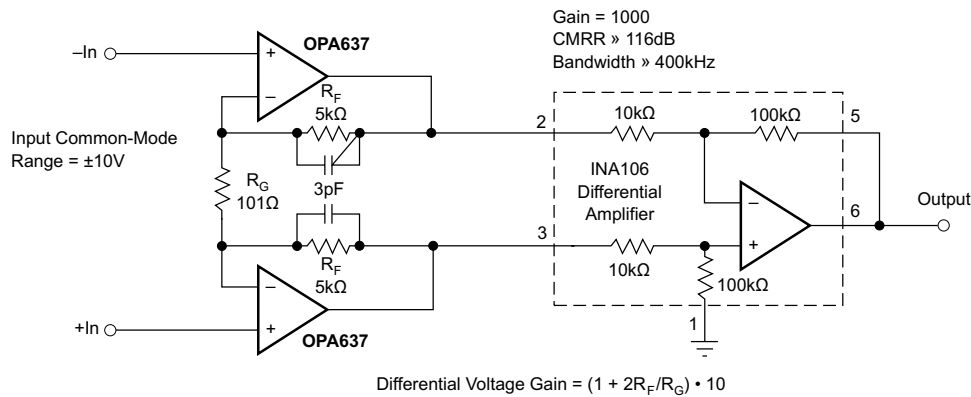 Gain = 1000
CMRR » 116dB
Bandwidth » 400kHz
OPA637
–In
+
–
R_F
5kΩ
Input Common-Mode
Range = ±10V
3pF
R_G
101Ω
R_F
5kΩ
–
+
+In
OPA637
2
10kΩ
100kΩ
5
INA106
Differential
Amplifier
–
+
6
Output
3
10kΩ
100kΩ
1
Differential Voltage Gain = (1 + 2R_F/R_G) • 10